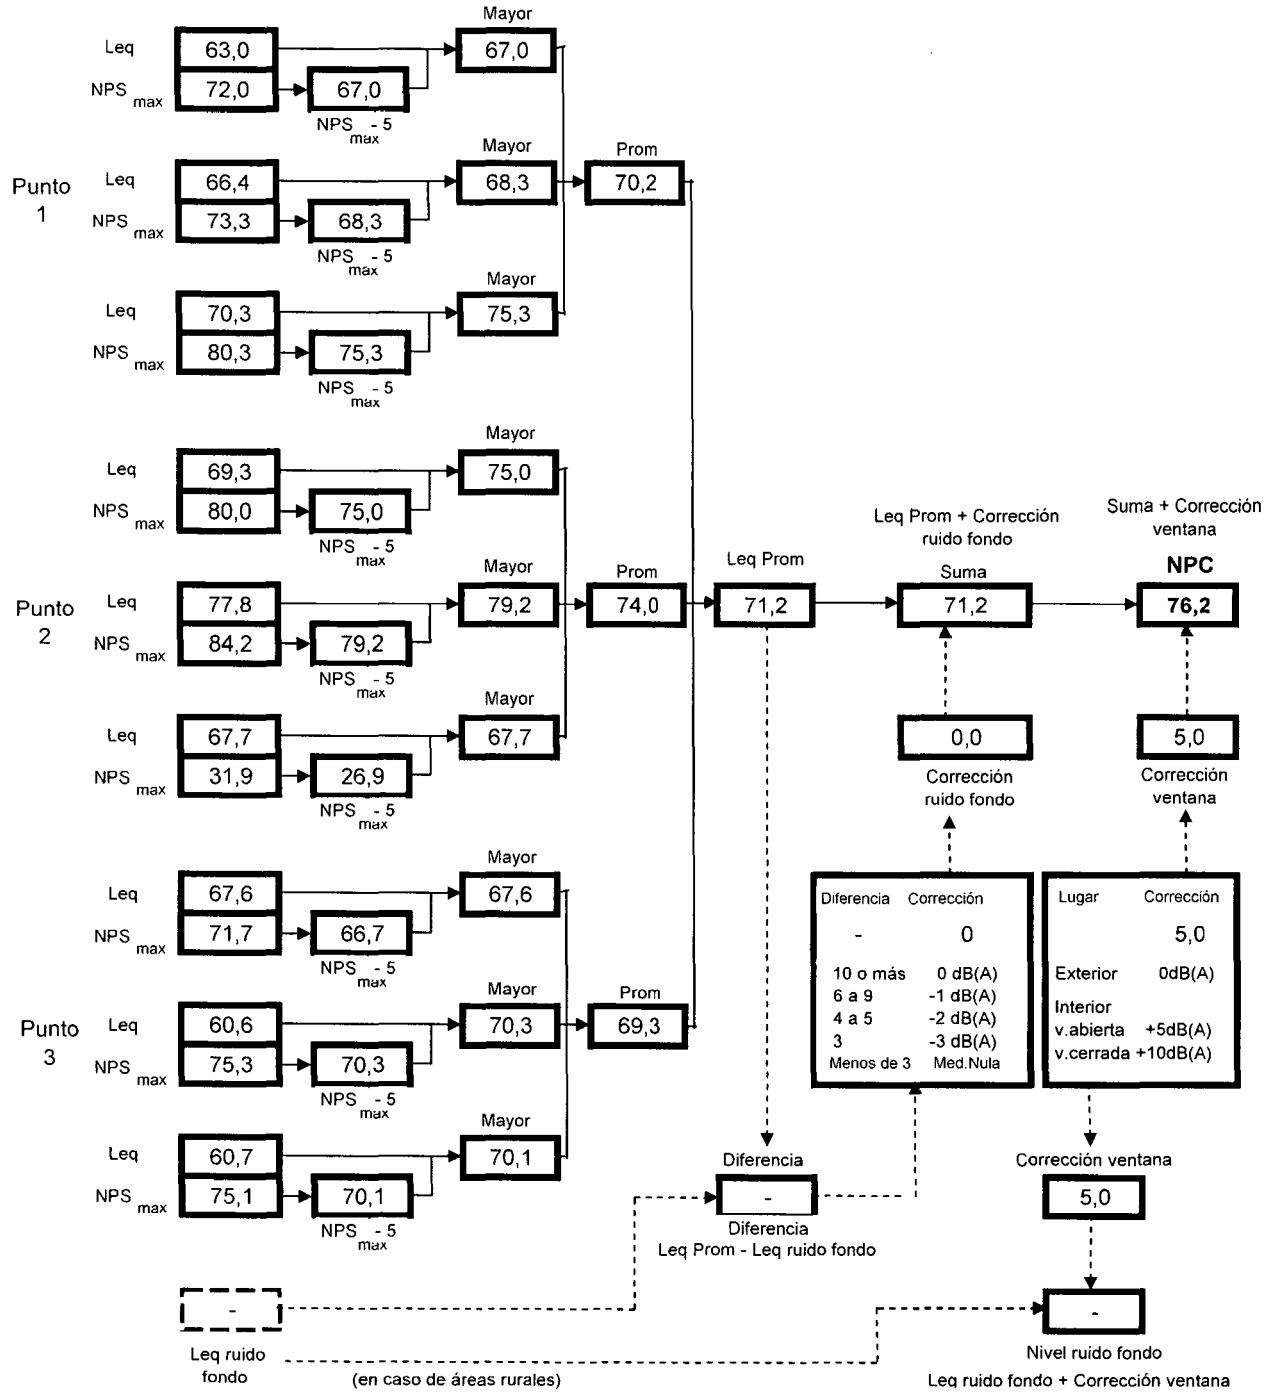 Mayor
Leq 63,0 67,0
NPS max 72,0 67,0
NPS max - 5
Mayor Prom
Punto 1
Leq 66,4 68,3 70,2
NPS max 73,3 68,3
NPS max - 5
Mayor
Leq 70,3 75,3
NPS max 80,3 75,3
NPS max - 5
Mayor
Leq 69,3 75,0
NPS max 80,0 75,0
NPS max - 5
Mayor Prom
Punto 2
Leq 77,8 79,2 74,0
NPS max 84,2 79,2
NPS max - 5
Mayor
Leq 67,7 67,7
NPS max 31,9 26,9
NPS max - 5
Mayor
Leq 67,6 67,6
NPS max 71,7 66,7
NPS max - 5
Mayor Prom
Punto 3
Leq 60,6 70,3 69,3
NPS max 75,3 70,3
NPS max - 5
Mayor
Leq 60,7 70,1
NPS max 75,1 70,1
NPS max - 5
-
Leq ruido
fondo
(en caso de áreas rurales)
Leq Prom
71,2
Leq Prom + Corrección
ruido fondo
Suma
71,2
0,0
Corrección
ruido fondo
Suma + Corrección
ventana
NPC
76,2
5,0
Corrección
ventana
Diferencia Corrección
- 0
10 o más 0 dB(A)
6 a 9 -1 dB(A)
4 a 5 -2 dB(A)
3 -3 dB(A)
Menos de 3 Med.Nula
Lugar Corrección
5,0
Exterior 0dB(A)
Interior
v.abierta +5dB(A)
v.cerrada +10dB(A)
Diferencia
-
Diferencia
Leq Prom - Leq ruido fondo
Corrección ventana
5,0
-
Nivel ruido fondo
Leq ruido fondo + Corrección ventana